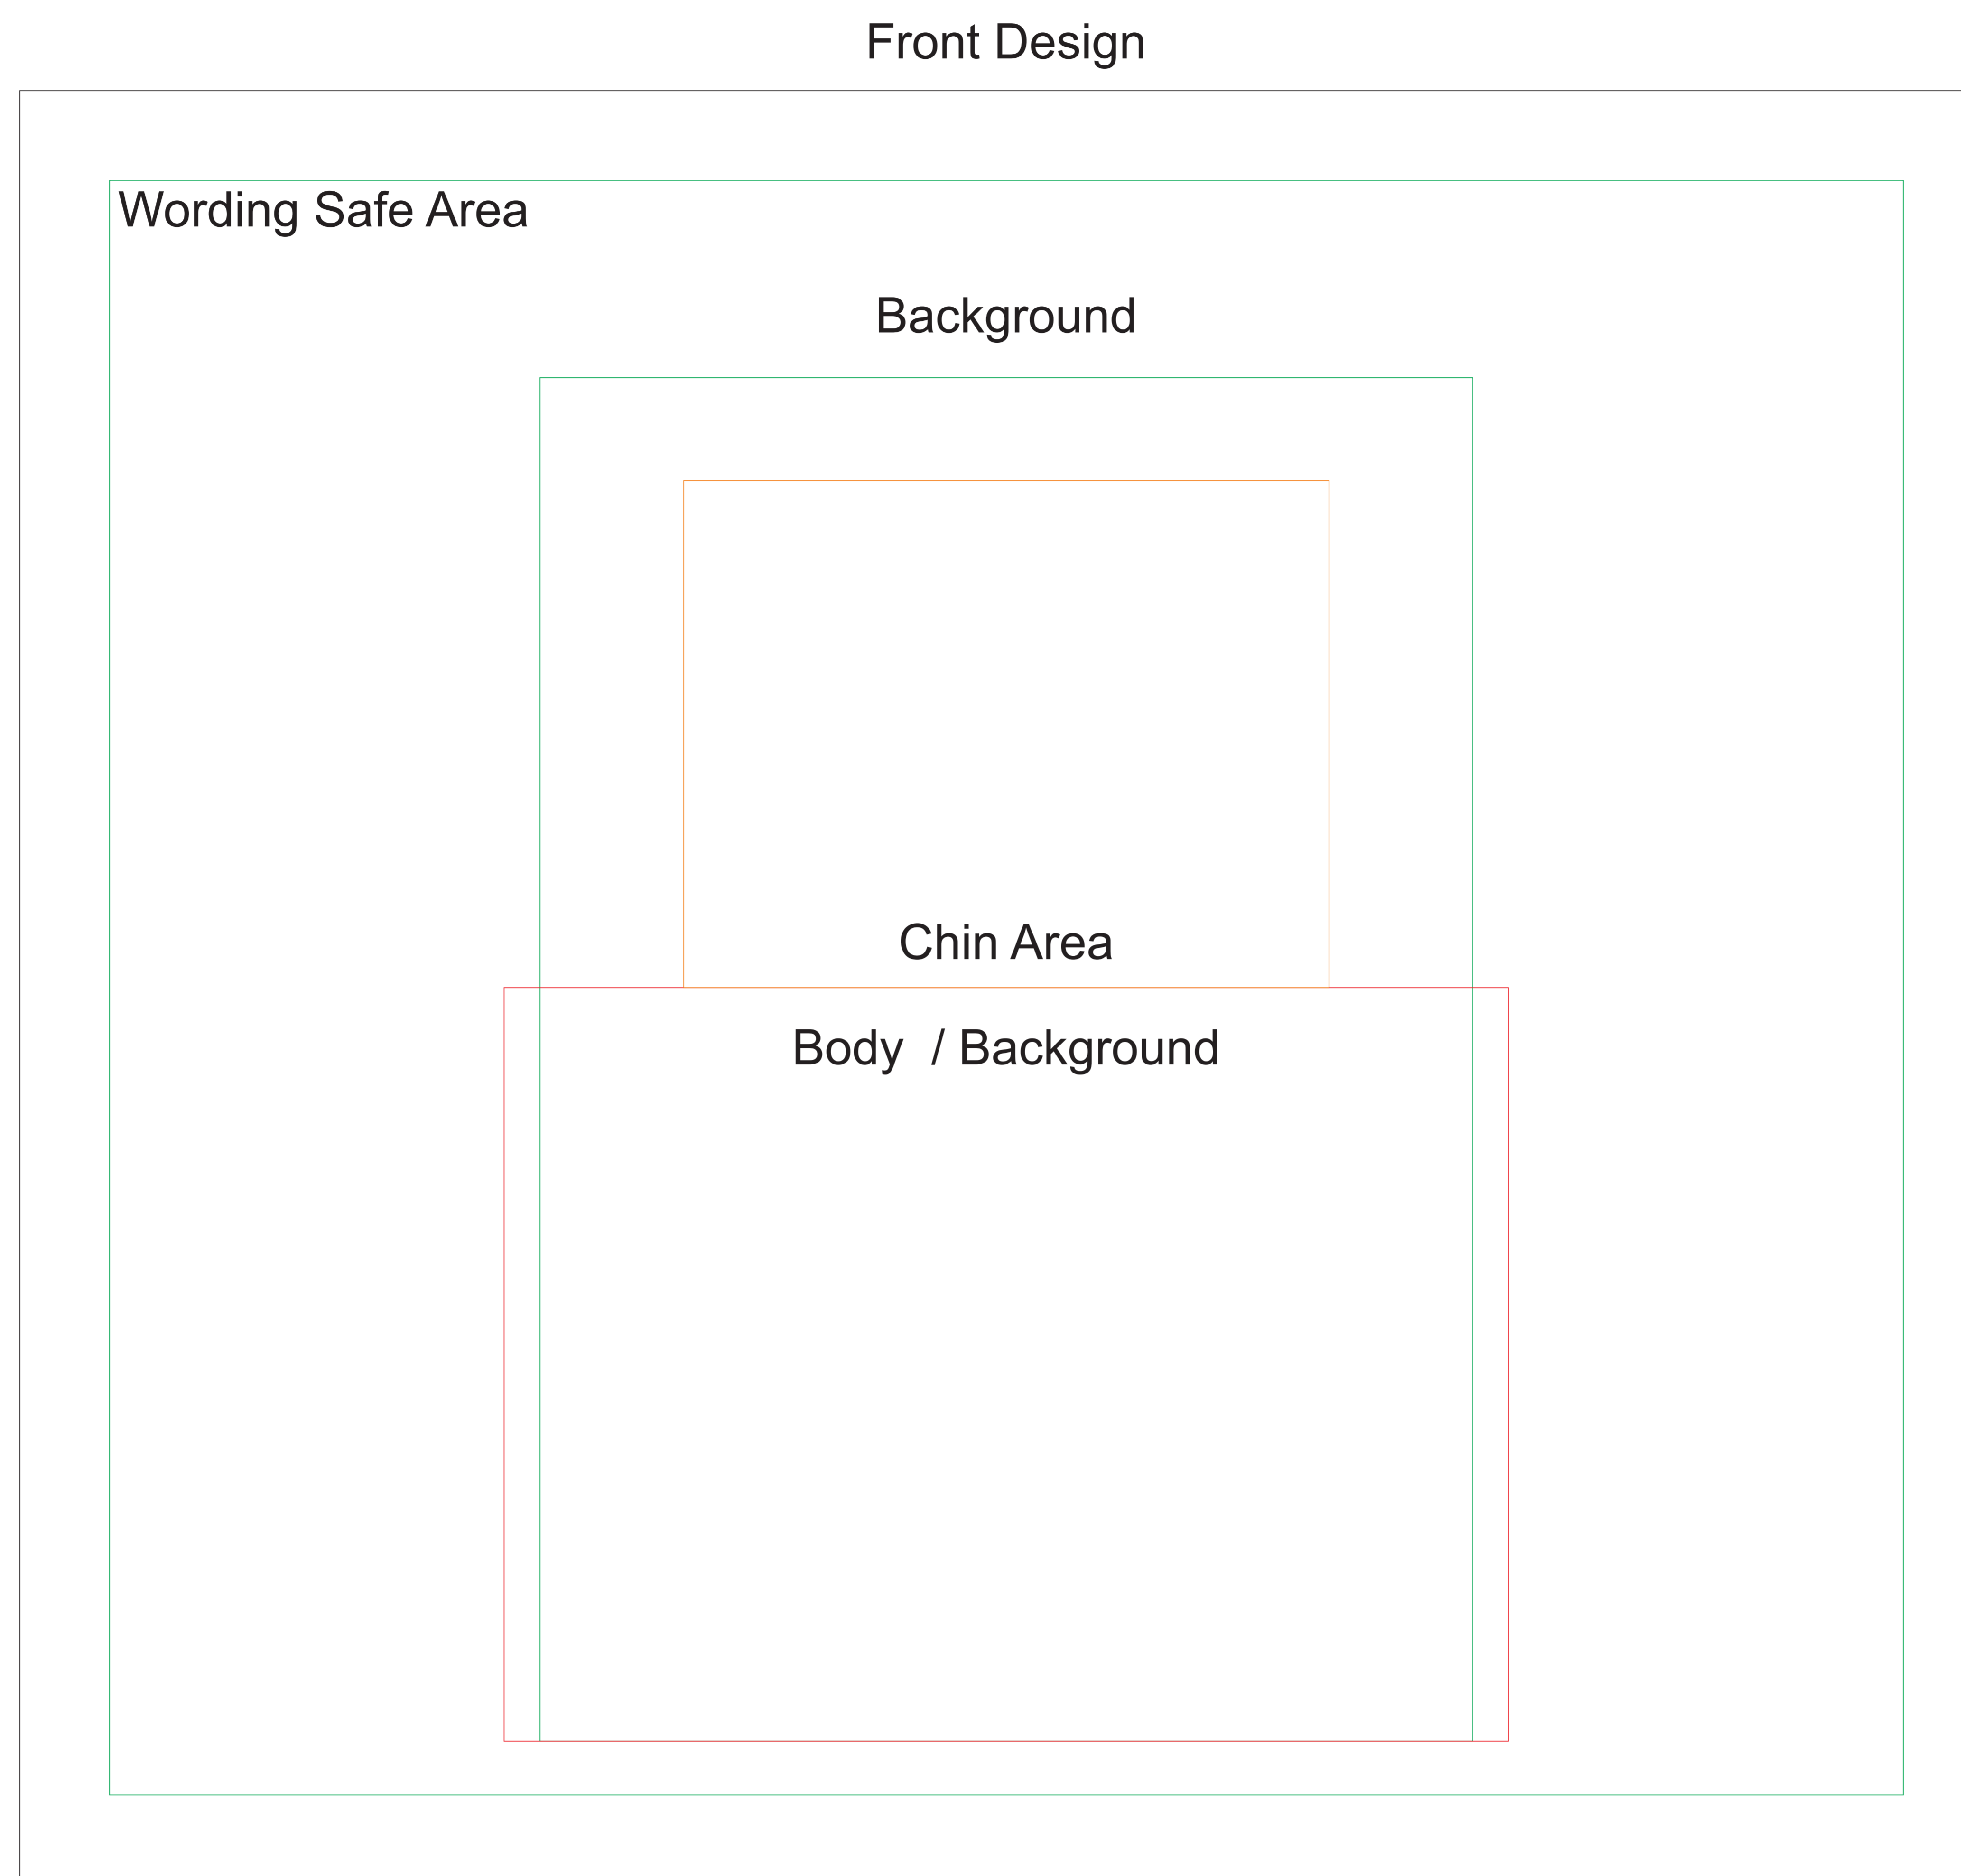 Front Design
Wording Safe Area
Background
Chin Area
Body / Background